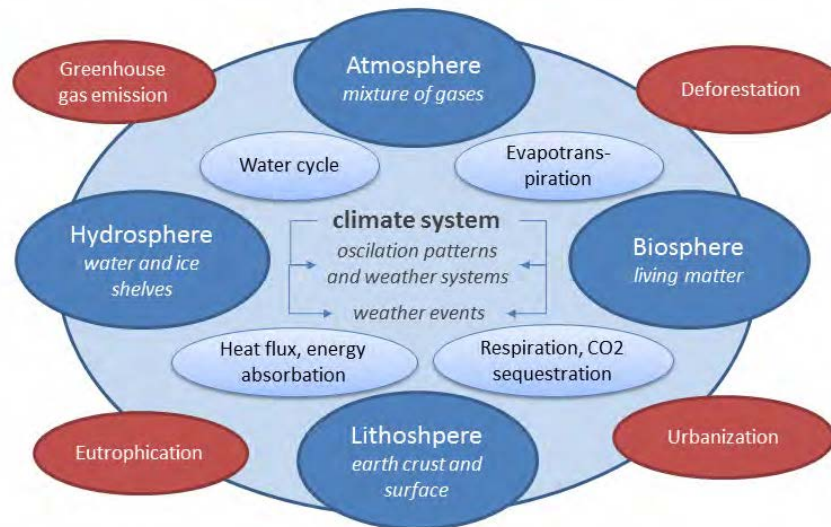 Greenhouse
gas emission
Atmosphere
mixture of gases
Deforestation
Water cycle
Evapotrans-
piration
Hydrosphere
water and ice
shelves
climate system
oscilation patterns
and weather systems
weather events
Biosphere
living matter
Heat flux, energy
absorbation
Respiration, CO2
sequestration
Eutrophication
Lithoshpere
earth crust and
surface
Urbanization